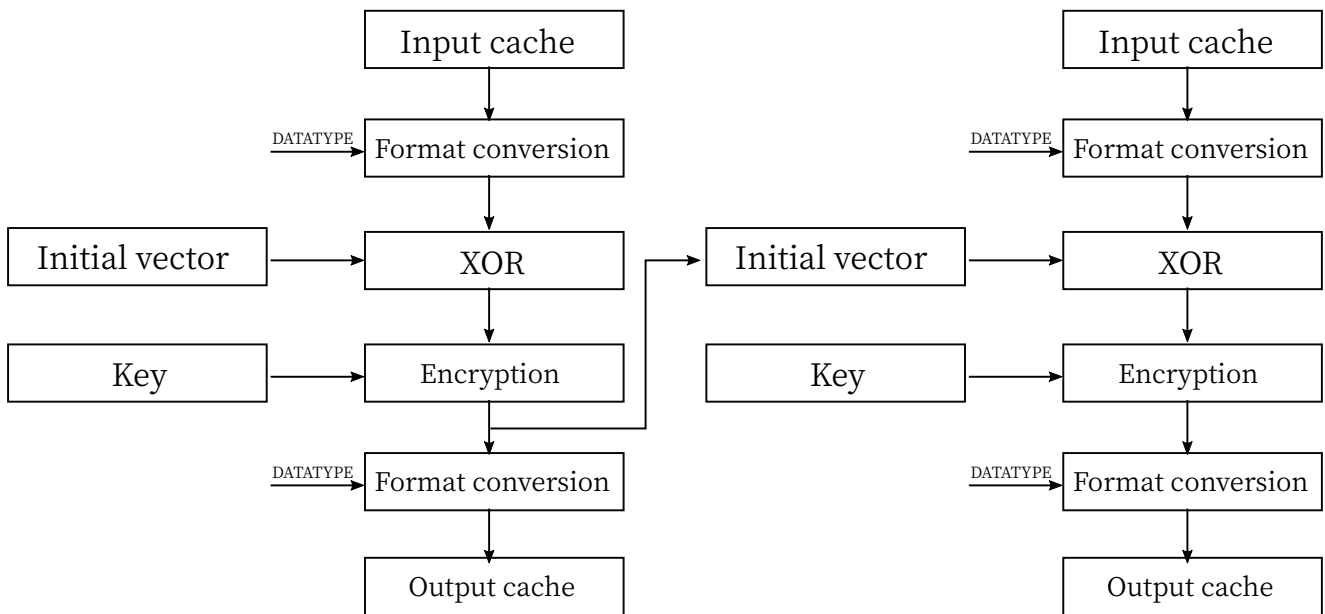 Input cache
DATATYPE
Format conversion
Initial vector
XOR
Key
Encryption
DATATYPE
Format conversion
Output cache
Input cache
DATATYPE
Format conversion
Initial vector
XOR
Key
Encryption
DATATYPE
Format conversion
Output cache